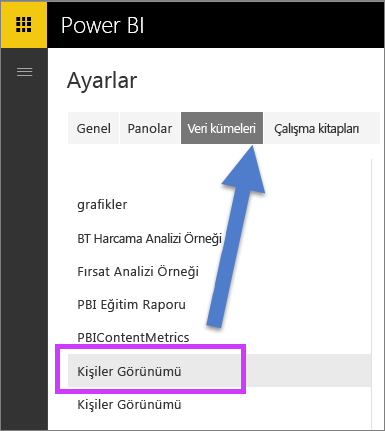 Power BI
Ayarlar
Genel Panolar Veri kümeleri Çalışma kitapları
grafikler
BT Harcama Analizi Örneği
Fırsat Analizi Örneği
PBI Eğitim Raporu
PBIContentMetrics
Kişiler Görünümü
Kişiler Görünümü